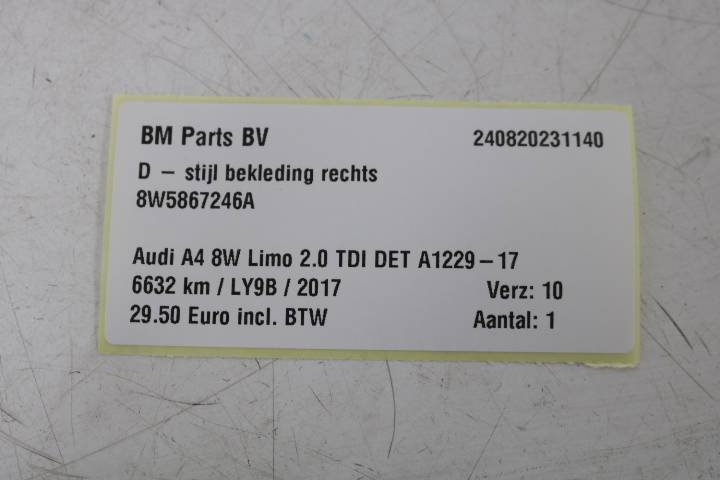 BM Parts BV 240820231140
D – stijl bekleding rechts
8W5867246A
Audi A4 8W Limo 2.0 TDI DET A1229 – 17
6632 km / LY9B / 2017 Verz: 10
29.50 Euro incl. BTW Aantal: 1